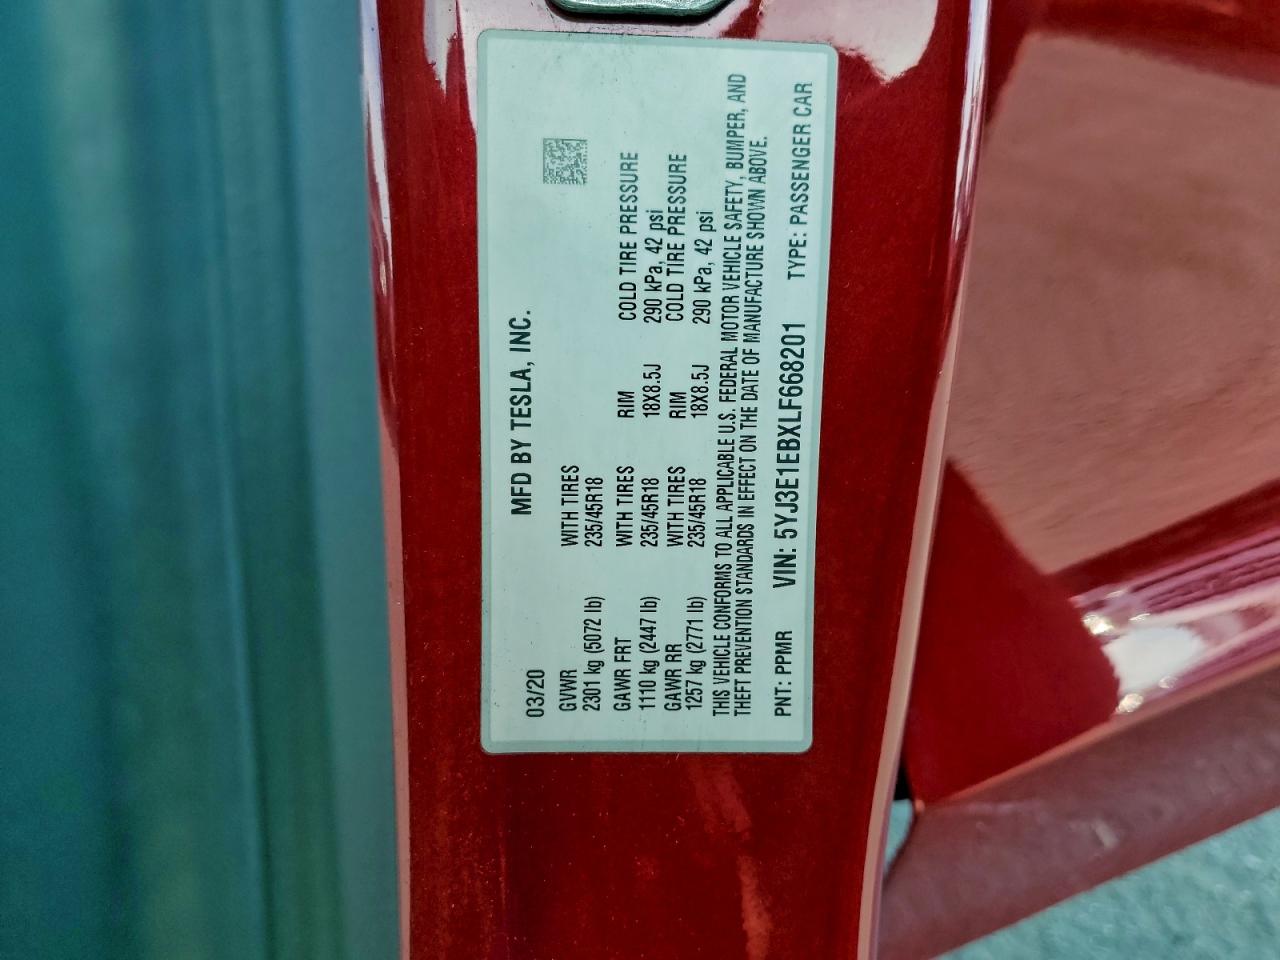 03/20 MFD BY TESLA, INC.
GVWR WITH TIRES
2301 kg (5072 lb) 235/45R18
GAWR FRT WITH TIRES RIM COLD TIRE PRESSURE
1110 kg (2447 lb) 235/45R18 18X8.5J 290 kPa, 42 psi
GAWR RR WITH TIRES RIM COLD TIRE PRESSURE
1257 kg (2771 lb) 235/45R18 18X8.5J 290 kPa, 42 psi
THIS VEHICLE CONFORMS TO ALL APPLICABLE U.S. FEDERAL MOTOR VEHICLE SAFETY, BUMPER, AND
THEFT PREVENTION STANDARDS IN EFFECT ON THE DATE OF MANUFACTURE SHOWN ABOVE.
PNT: PPMR VIN: 5YJ3E1EBXLF668201 TYPE: PASSENGER CAR